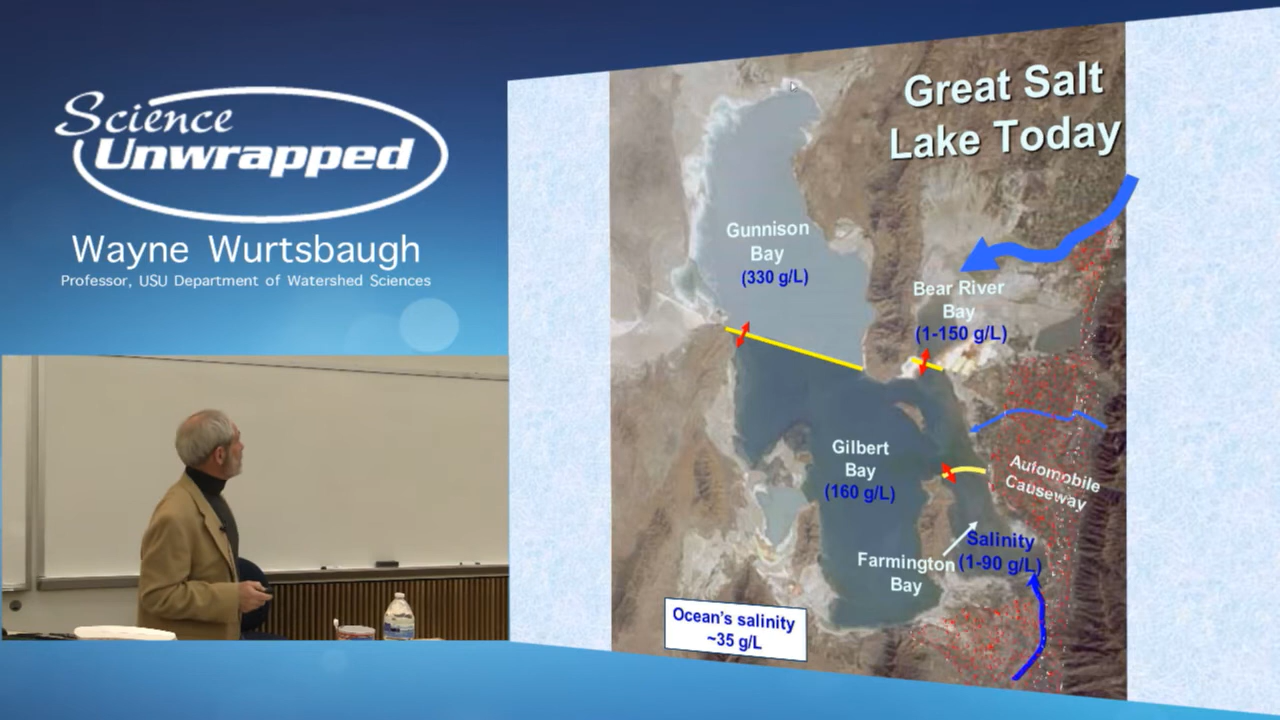 Science
Unwrapped
Wayne Wurtsbaugh
Professor, USU Department of Watershed Sciences
Great Salt
Lake Today
Gunnison
Bay
(330 g/L)
Bear River
Bay
(1-150 g/L)
Gilbert
Bay
(160 g/L)
Automobile
Causeway
Salinity
(1-90 g/L)
Farmington
Bay
Ocean's salinity
~35 g/L